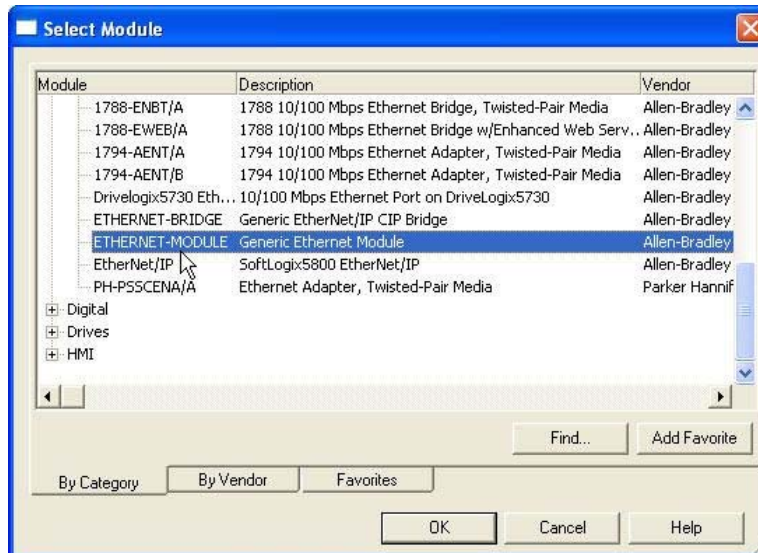 Select Module
Module Description Vendor
1788-ENBT/A 1788 10/100 Mbps Ethernet Bridge, Twisted-Pair Media Allen-Bradley
1788-EWEB/A 1788 10/100 Mbps Ethernet Bridge w/Enhanced Web Serv... Allen-Bradley
1794-AENT/A 1794 10/100 Mbps Ethernet Adapter, Twisted-Pair Media Allen-Bradley
1794-AENT/B 1794 10/100 Mbps Ethernet Adapter, Twisted-Pair Media Allen-Bradley
Drivelogix5730 Eth... 10/100 Mbps Ethernet Port on DriveLogix5730 Allen-Bradley
ETHERNET-BRIDGE Generic EtherNet/IP CIP Bridge Allen-Bradley
ETHERNET-MODULE Generic Ethernet Module Allen-Bradley
EtherNet/IP SoftLogix5800 EtherNet/IP Allen-Bradley
PH-PSSCENA/A Ethernet Adapter, Twisted-Pair Media Parker Hannif
Digital
Drives
HMI
Find... Add Favorite
By Category By Vendor Favorites
OK Cancel Help